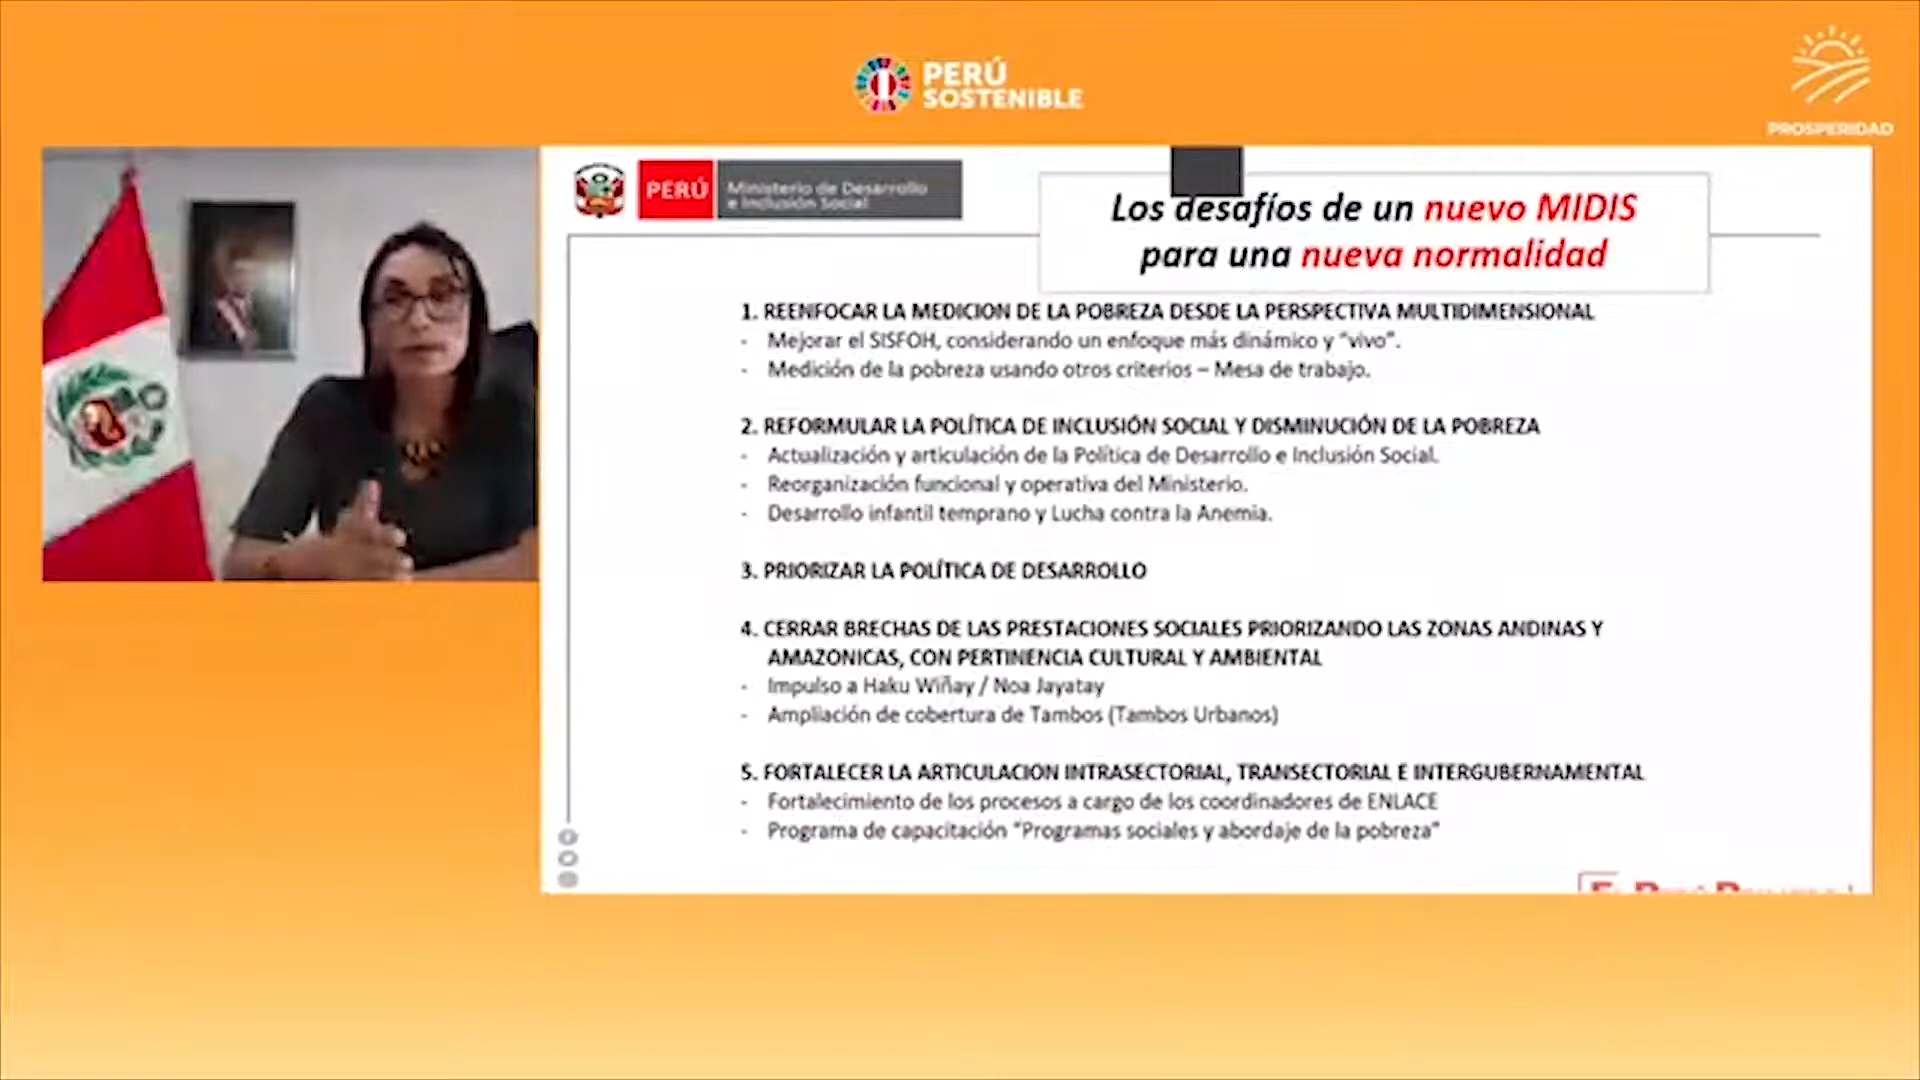 PERÚ
SOSTENIBLE
PROSPERIDAD
PERÚ
Ministerio de Desarrollo
e Inclusión Social
Los desafíos de un nuevo MIDIS
para una nueva normalidad
1. REENFOCAR LA MEDICION DE LA POBREZA DESDE LA PERSPECTIVA MULTIDIMENSIONAL
- Mejorar el SISFOH, considerando un enfoque más dinámico y “vivo”.
- Medición de la pobreza usando otros criterios – Mesa de trabajo.
2. REFORMULAR LA POLÍTICA DE INCLUSIÓN SOCIAL Y DISMINUCIÓN DE LA POBREZA
- Actualización y articulación de la Política de Desarrollo e Inclusión Social.
- Reorganización funcional y operativa del Ministerio.
- Desarrollo infantil temprano y Lucha contra la Anemia.
3. PRIORIZAR LA POLÍTICA DE DESARROLLO
4. CERRAR BRECHAS DE LAS PRESTACIONES SOCIALES PRIORIZANDO LAS ZONAS ANDINAS Y
AMAZONICAS, CON PERTINENCIA CULTURAL Y AMBIENTAL
- Impulso a Haku Wiñay / Noa Jayatay
- Ampliación de cobertura de Tambos (Tambos Urbanos)
5. FORTALECER LA ARTICULACION INTRASECTORIAL, TRANSECTORIAL E INTERGUBERNAMENTAL
- Fortalecimiento de los procesos a cargo de los coordinadores de ENLACE
- Programa de capacitación “Programas sociales y abordaje de la pobreza”